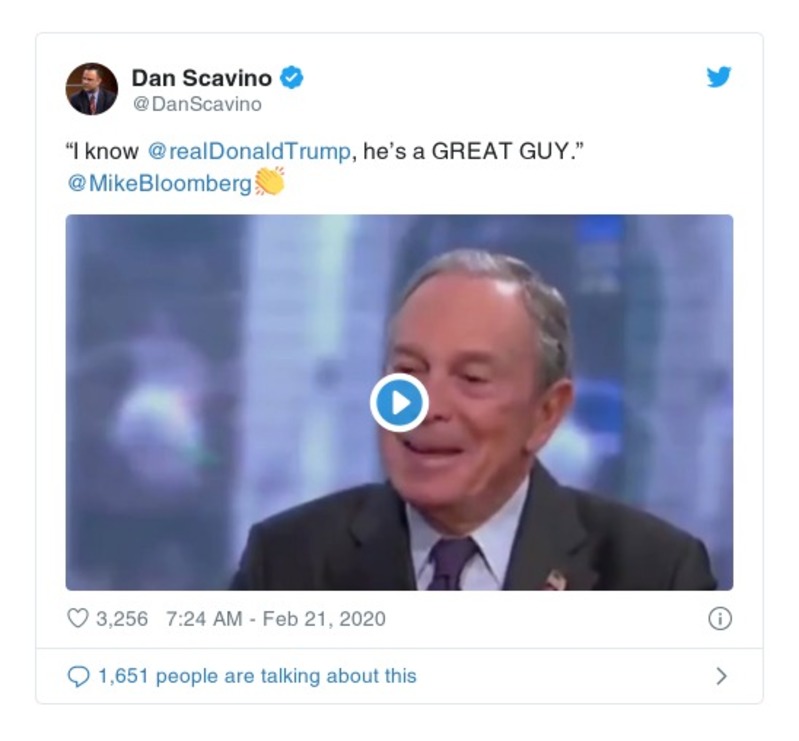 Dan Scavino
@DanScavino
“I know @realDonaldTrump, he’s a GREAT GUY.”
@MikeBloomberg👏
3,256 7:24 AM - Feb 21, 2020
1,651 people are talking about this